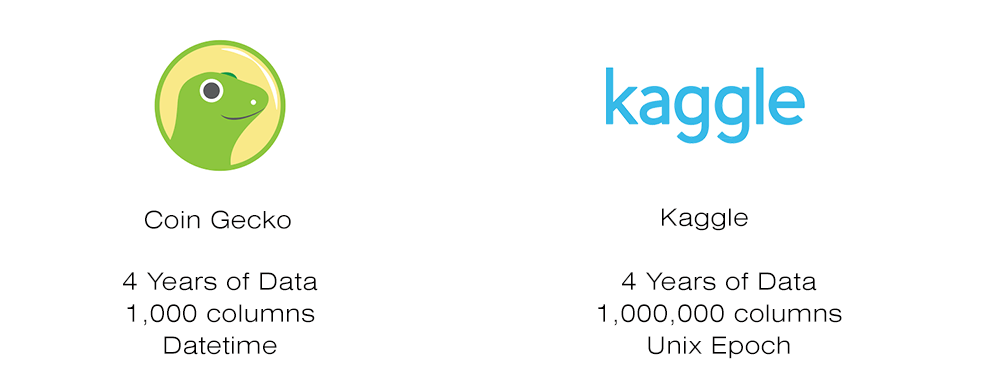 kaggle
Coin Gecko
Kaggle
4 Years of Data
1,000 columns
Datetime
4 Years of Data
1,000,000 columns
Unix Epoch